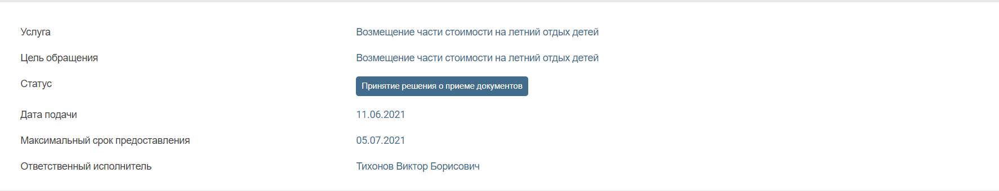 Услуга Возмещение части стоимости на летний отдых детей
Цель обращения Возмещение части стоимости на летний отдых детей
Статус Принятие решения о приеме документов
Дата подачи 11.06.2021
Максимальный срок предоставления 05.07.2021
Ответственный исполнитель Тихонов Виктор Борисович